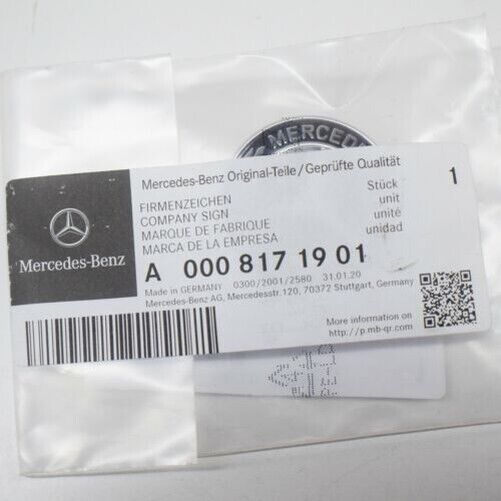 MERCEDE
Mercedes-Benz Original-Teile/Geprüfte Qualität
FIRMENZEICHEN Stück 1
COMPANY SIGN unit
MARQUE DE FABRIQUE unité
MARCA DE LA EMPRESA unidad
Mercedes-Benz
A 000 817 19 01
Made in GERMANY 0300/2001/2580 31.01.20
Mercedes-Benz AG, Mercedesstr.120, 70372 Stuttgart, Germany
More information on
http://p.mb-qr.com